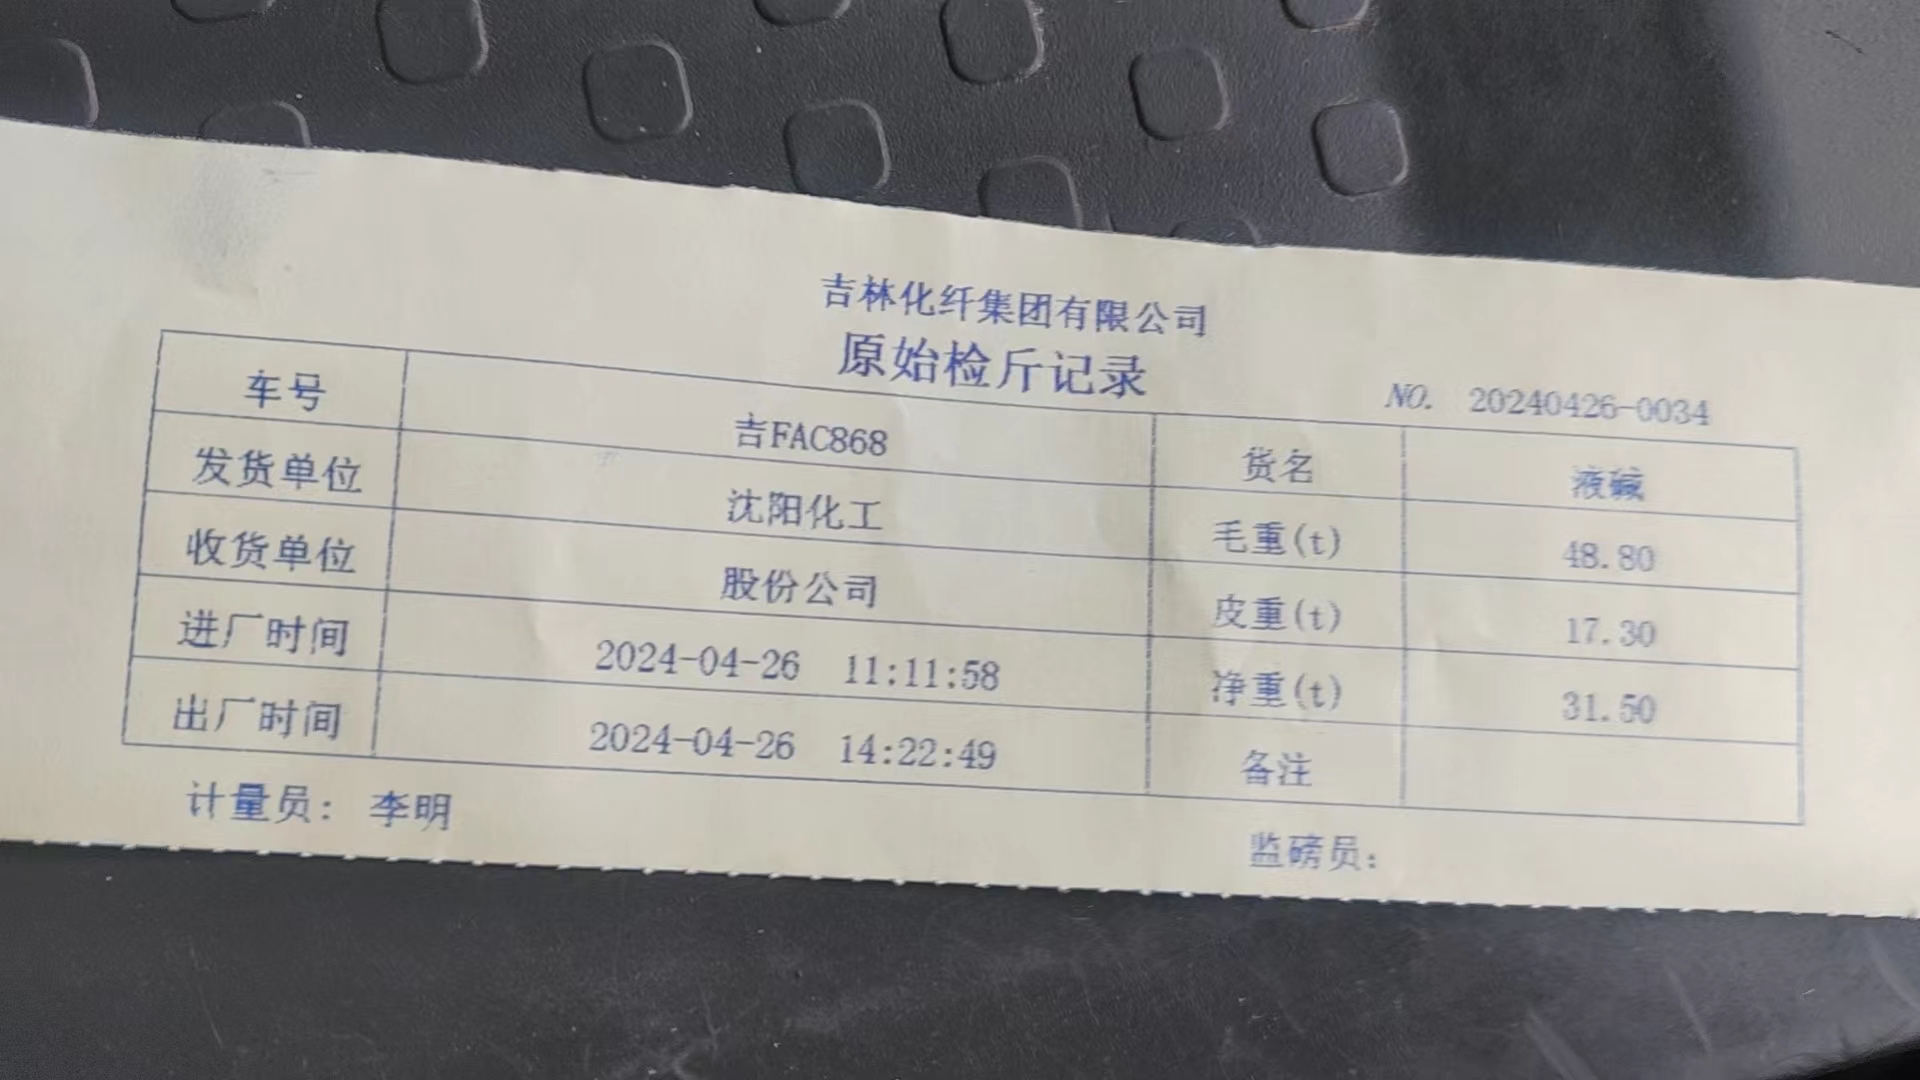 吉林化纤集团有限公司
原始检斤记录
NO. 20240426-0034
车号 吉FAC868 货名 液碱
发货单位 沈阳化工 毛重(t) 48.80
收货单位 股份公司 皮重(t) 17.30
进厂时间 2024-04-26 11:11:58 净重(t) 31.50
出厂时间 2024-04-26 14:22:49 备注
计量员: 李明 监磅员: